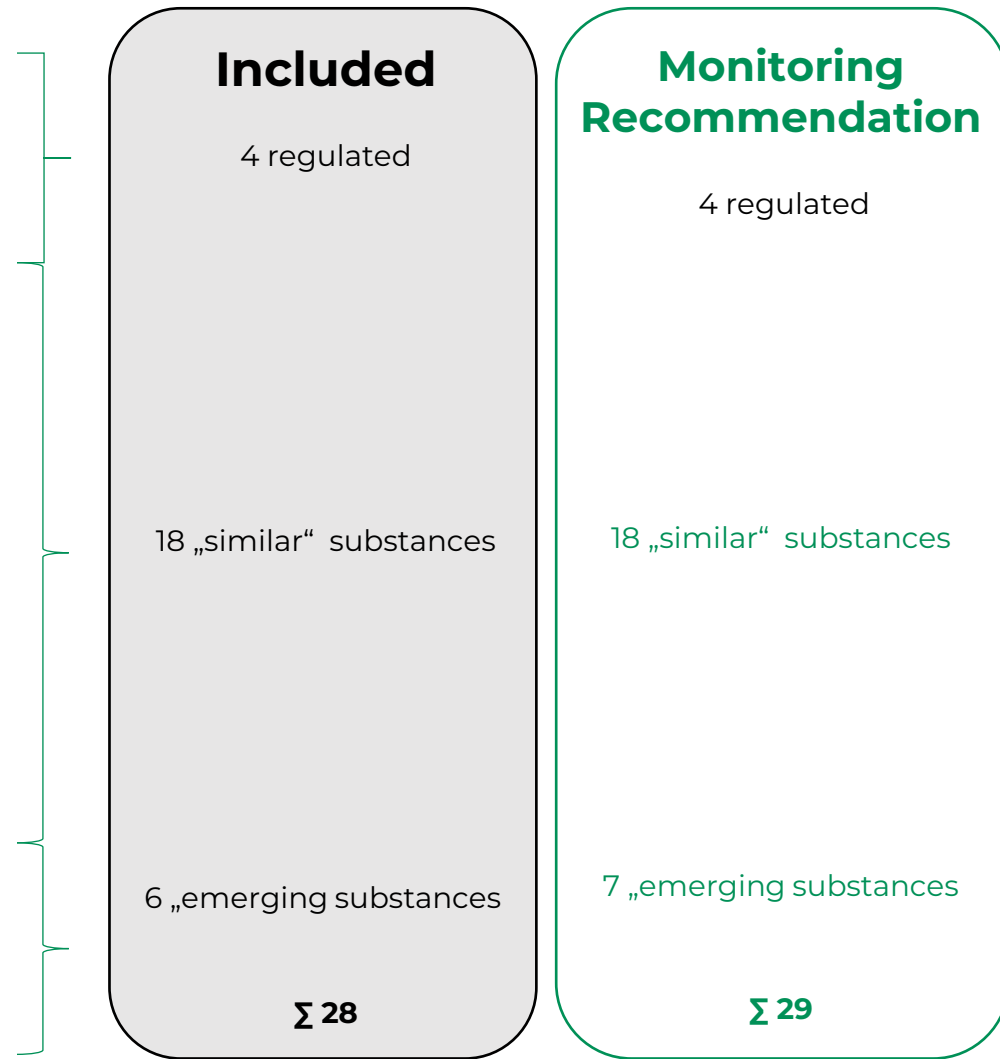 Included
4 regulated
18 „similar“ substances
6 „emerging substances
∑ 28
Monitoring
Recommendation
4 regulated
18 „similar“ substances
7 „emerging substances
∑ 29